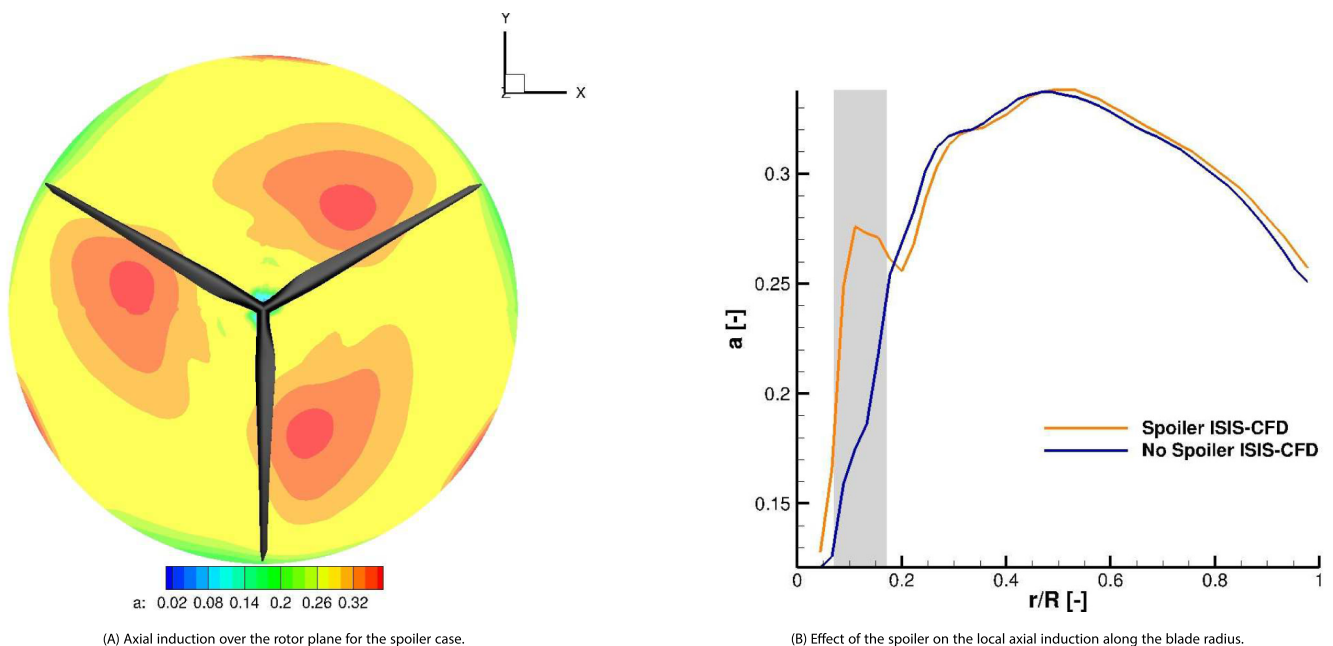 Y
X
Z
a: 0.02 0.08 0.14 0.2 0.26 0.32
(A) Axial induction over the rotor plane for the spoiler case.
a [-]
0.3
0.25
0.2
0.15
Spoiler ISIS-CFD
No Spoiler ISIS-CFD
0 0.2 0.4 0.6 0.8 1
r/R [-]
(B) Effect of the spoiler on the local axial induction along the blade radius.